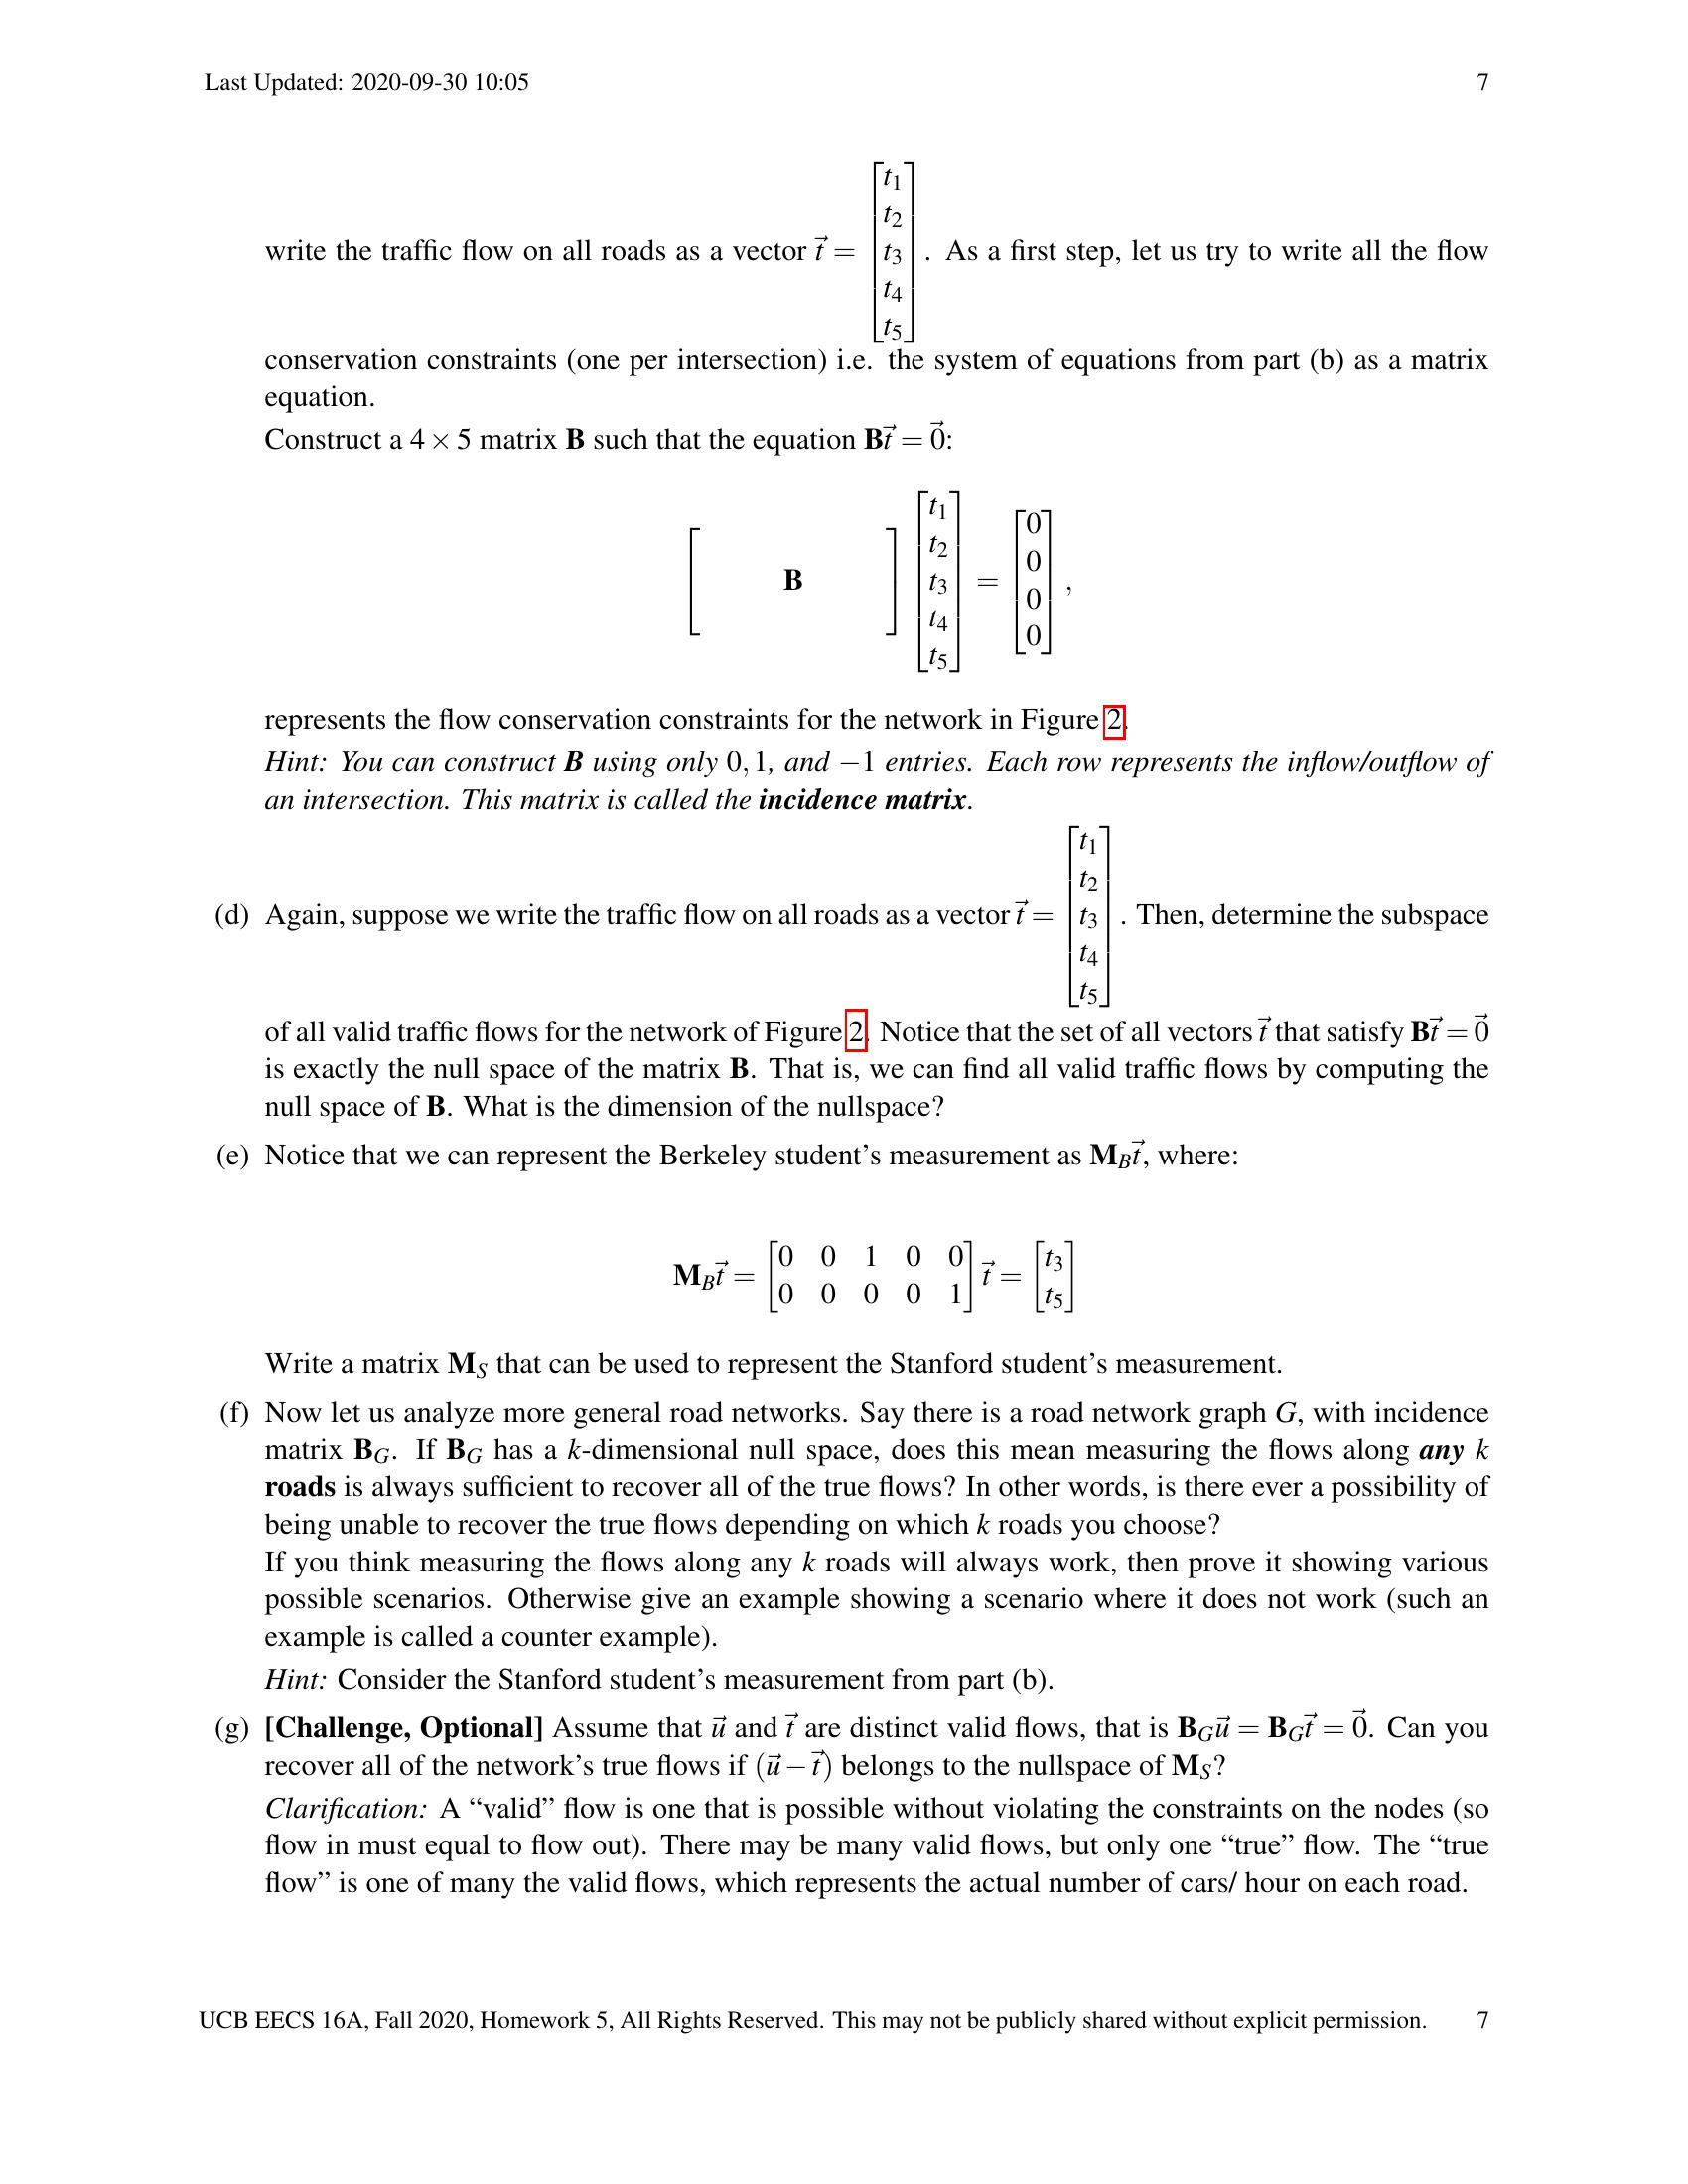 Last Updated: 2020-09-30 10:05 7
write the traffic flow on all roads as a vector $\vec{t} = \begin{bmatrix} t_1 \\ t_2 \\ t_3 \\ t_4 \\ t_5 \end{bmatrix}$. As a first step, let us try to write all the flow
conservation constraints (one per intersection) i.e. the system of equations from part (b) as a matrix
equation.
Construct a 4 × 5 matrix B such that the equation $\mathbf{B}\vec{t} = \vec{0}$:
$\begin{bmatrix} & \mathbf{B} & \end{bmatrix} \begin{bmatrix} t_1 \\ t_2 \\ t_3 \\ t_4 \\ t_5 \end{bmatrix} = \begin{bmatrix} 0 \\ 0 \\ 0 \\ 0 \end{bmatrix},$
represents the flow conservation constraints for the network in Figure 2.
Hint: You can construct B using only 0, 1, and −1 entries. Each row represents the inflow/outflow of
an intersection. This matrix is called the incidence matrix.
(d) Again, suppose we write the traffic flow on all roads as a vector $\vec{t} = \begin{bmatrix} t_1 \\ t_2 \\ t_3 \\ t_4 \\ t_5 \end{bmatrix}$. Then, determine the subspace
of all valid traffic flows for the network of Figure 2. Notice that the set of all vectors $\vec{t}$ that satisfy $\mathbf{B}\vec{t} = \vec{0}$
is exactly the null space of the matrix B. That is, we can find all valid traffic flows by computing the
null space of B. What is the dimension of the nullspace?
(e) Notice that we can represent the Berkeley student's measurement as $\mathbf{M}_B\vec{t}$, where:
$\mathbf{M}_B\vec{t} = \begin{bmatrix} 0 & 0 & 1 & 0 & 0 \\ 0 & 0 & 0 & 0 & 1 \end{bmatrix} \vec{t} = \begin{bmatrix} t_3 \\ t_5 \end{bmatrix}$
Write a matrix $\mathbf{M}_S$ that can be used to represent the Stanford student's measurement.
(f) Now let us analyze more general road networks. Say there is a road network graph G, with incidence
matrix $\mathbf{B}_G$. If $\mathbf{B}_G$ has a k-dimensional null space, does this mean measuring the flows along any k
roads is always sufficient to recover all of the true flows? In other words, is there ever a possibility of
being unable to recover the true flows depending on which k roads you choose?
If you think measuring the flows along any k roads will always work, then prove it showing various
possible scenarios. Otherwise give an example showing a scenario where it does not work (such an
example is called a counter example).
Hint: Consider the Stanford student's measurement from part (b).
(g) [Challenge, Optional] Assume that $\vec{u}$ and $\vec{t}$ are distinct valid flows, that is $\mathbf{B}_G\vec{u} = \mathbf{B}_G\vec{t} = \vec{0}$. Can you
recover all of the network's true flows if $(\vec{u} - \vec{t})$ belongs to the nullspace of $\mathbf{M}_S$?
Clarification: A "valid" flow is one that is possible without violating the constraints on the nodes (so
flow in must equal to flow out). There may be many valid flows, but only one "true" flow. The "true
flow" is one of many the valid flows, which represents the actual number of cars/ hour on each road.
UCB EECS 16A, Fall 2020, Homework 5, All Rights Reserved. This may not be publicly shared without explicit permission. 7